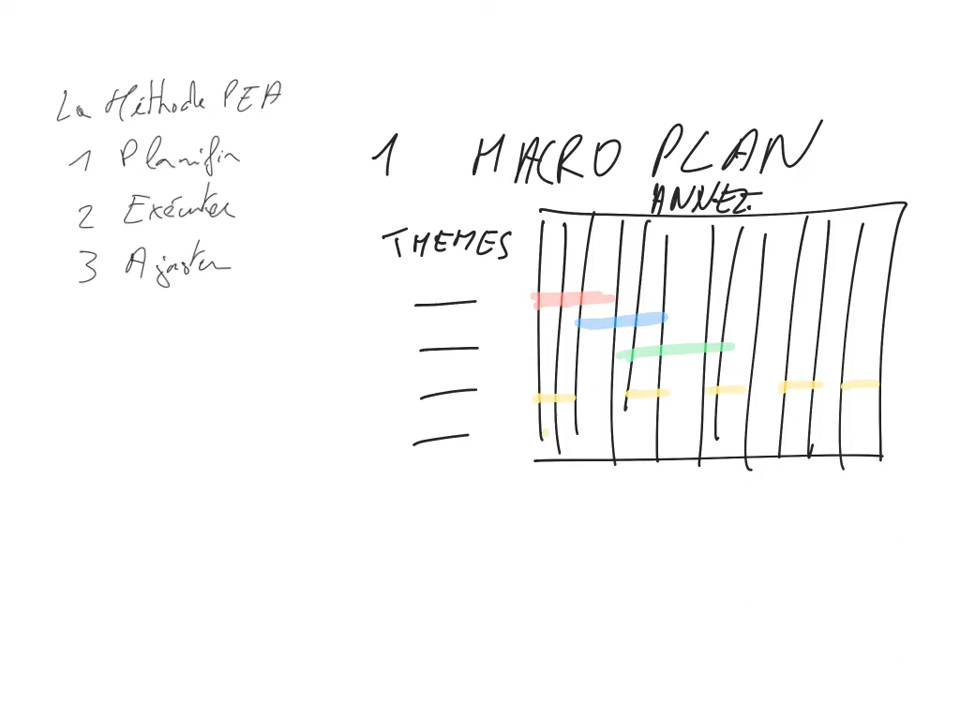 La Méthode PEA
1 Planifier
2 Exécuter
3 Ajuster
1 MACRO PLAN
ANNEE
THEMES